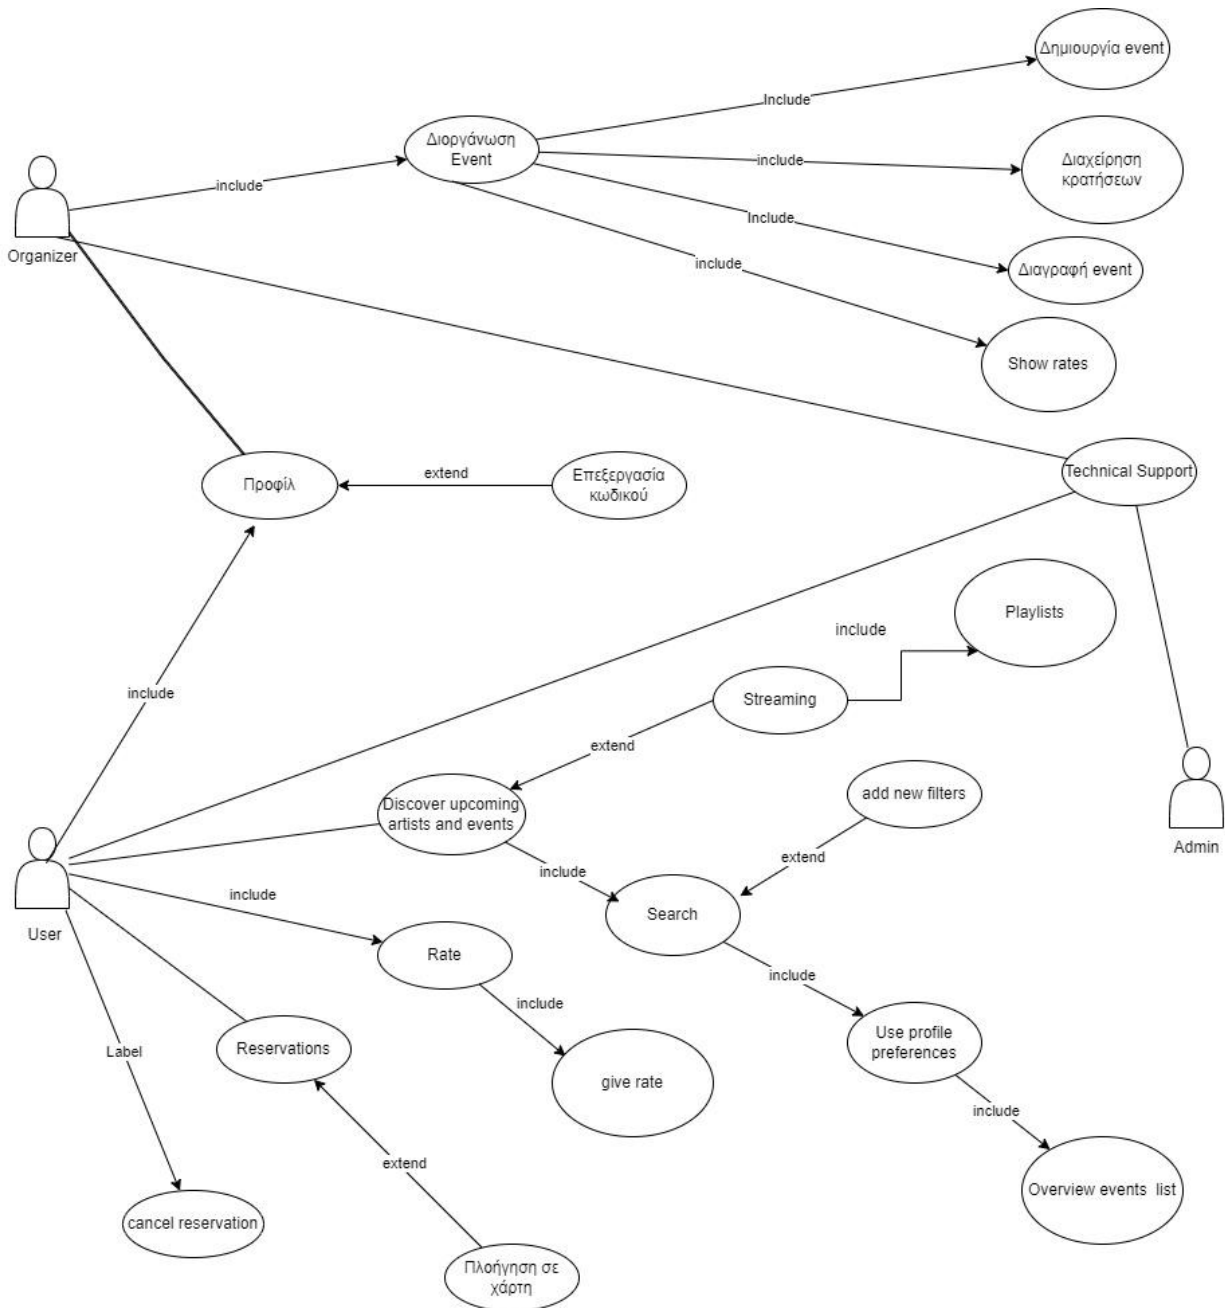 Δημιουργία event
Include
Διοργάνωση
Event
include
Διαχείρηση
κρατήσεων
include
Organizer
Include
Διαγραφή event
include
Show rates
Προφίλ
extend
Επεξεργασία
κωδικού
Technical Support
Playlists
include
include
Streaming
extend
Discover upcoming
artists and events
add new filters
Admin
extend
include
include
Search
User
Rate
include
include
Use profile
preferences
Label
Reservations
give rate
include
extend
Overview events list
cancel reservation
Πλοήγηση σε
χάρτη